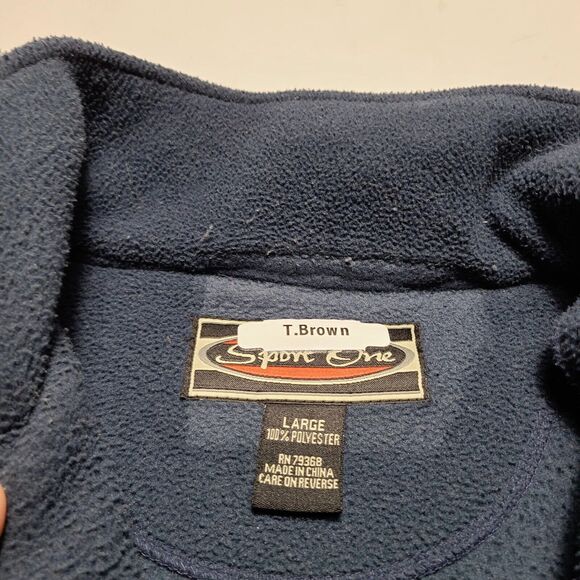 T.Brown
Sport One
LARGE
100% POLYESTER
RN 79368
MADE IN CHINA
CARE ON REVERSE